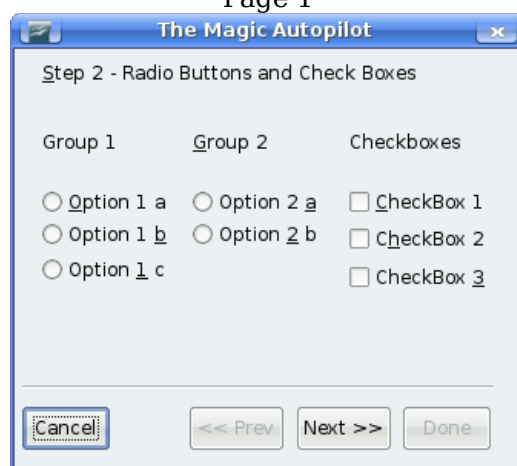 Page 1
The Magic Autopilot
Step 2 - Radio Buttons and Check Boxes
Group 1 Group 2 Checkboxes
Option 1 a Option 2 a CheckBox 1
Option 1 b Option 2 b CheckBox 2
Option 1 c CheckBox 3
Cancel << Prev Next >> Done